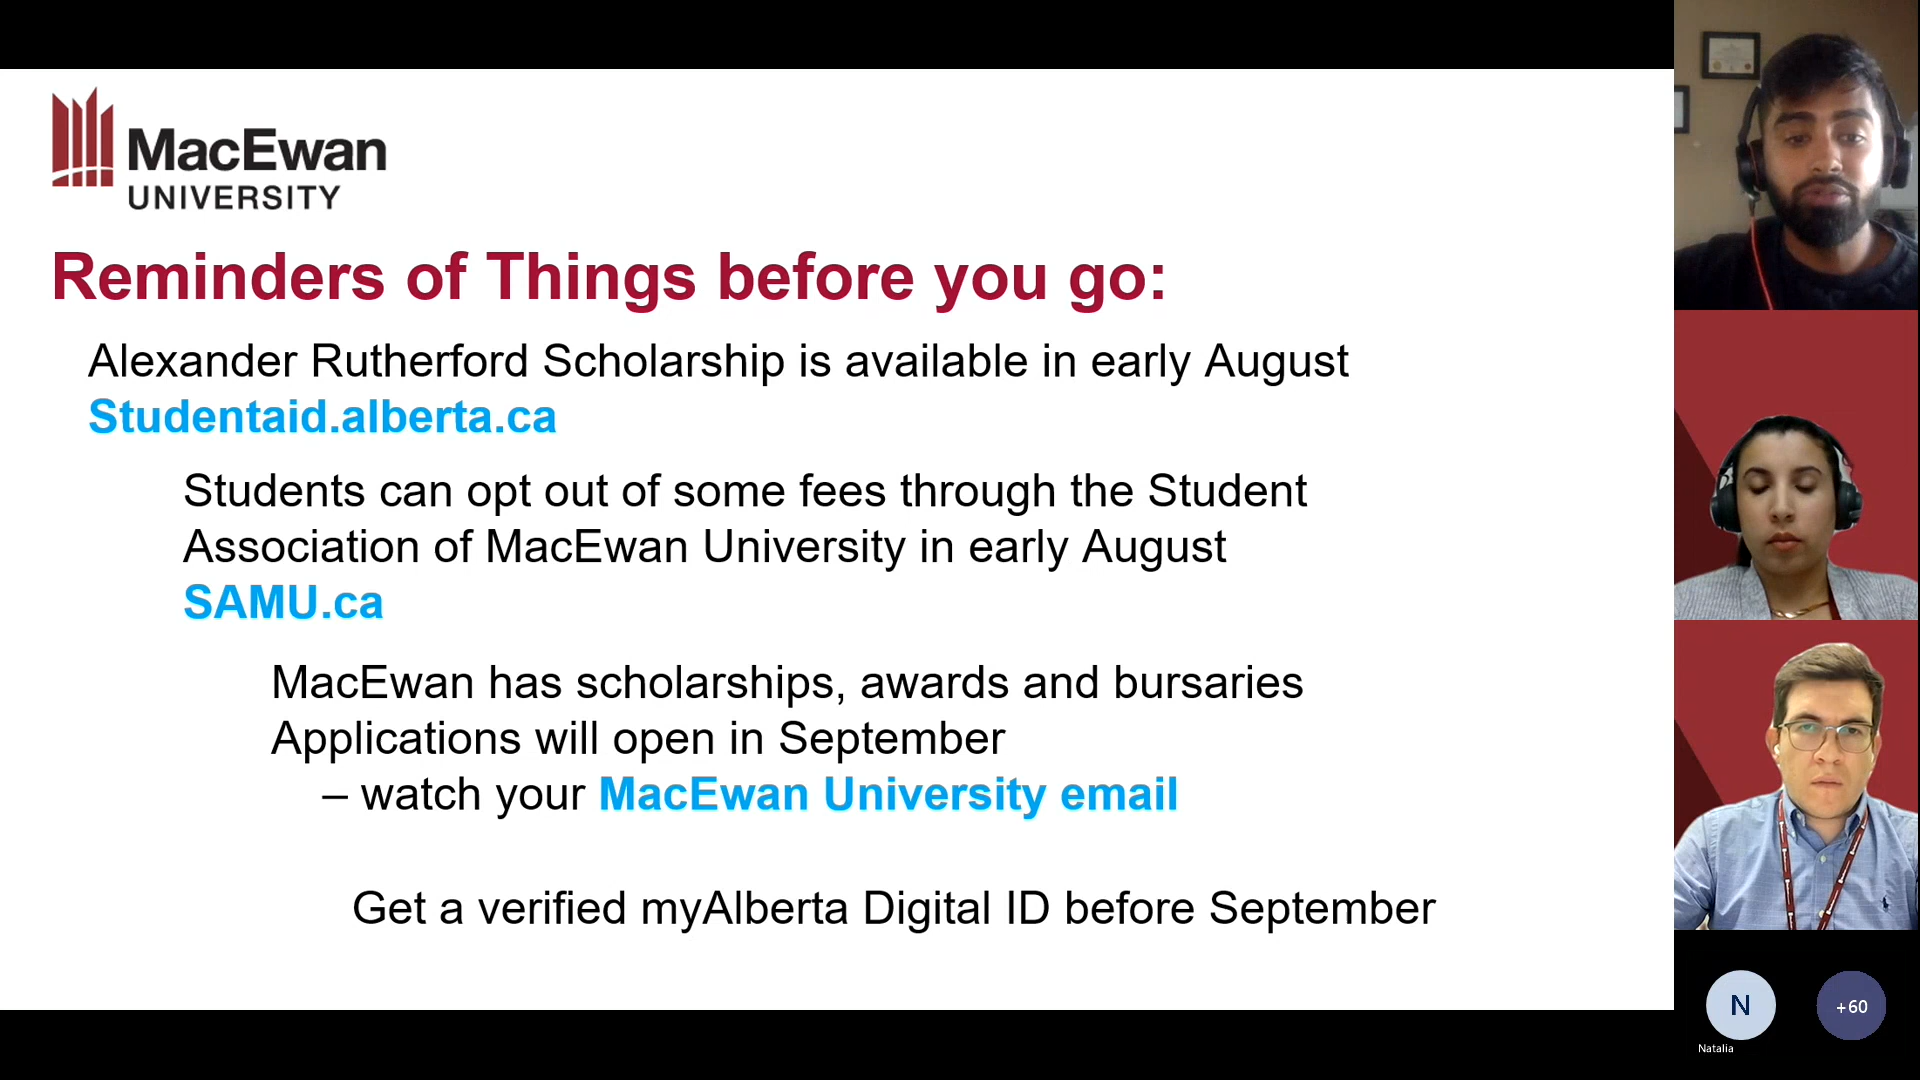 MacEwan
UNIVERSITY
Reminders of Things before you go:
Alexander Rutherford Scholarship is available in early August
Studentaid.alberta.ca
Students can opt out of some fees through the Student
Association of MacEwan University in early August
SAMU.ca
MacEwan has scholarships, awards and bursaries
Applications will open in September
– watch your MacEwan University email
Get a verified myAlberta Digital ID before September
N
+60
Natalia